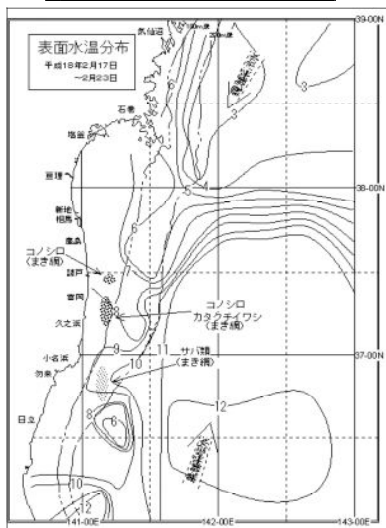 表面水温分布
平成18年2月17日
～2月23日
気仙沼
39-00N
石巻
塩釜
亘理
38-00N
新地
相馬
鹿島
コノシロ
(まき網)
請戸
富岡
コノシロ
カタクチイワシ
(まき網)
久之浜
小名浜
サバ類
(まき網)
37-00N
勿来
日立
3
3
6
5
4
6
7
8
9
10
11
12
8
6
10
12
141-00E
142-00E
143-00E